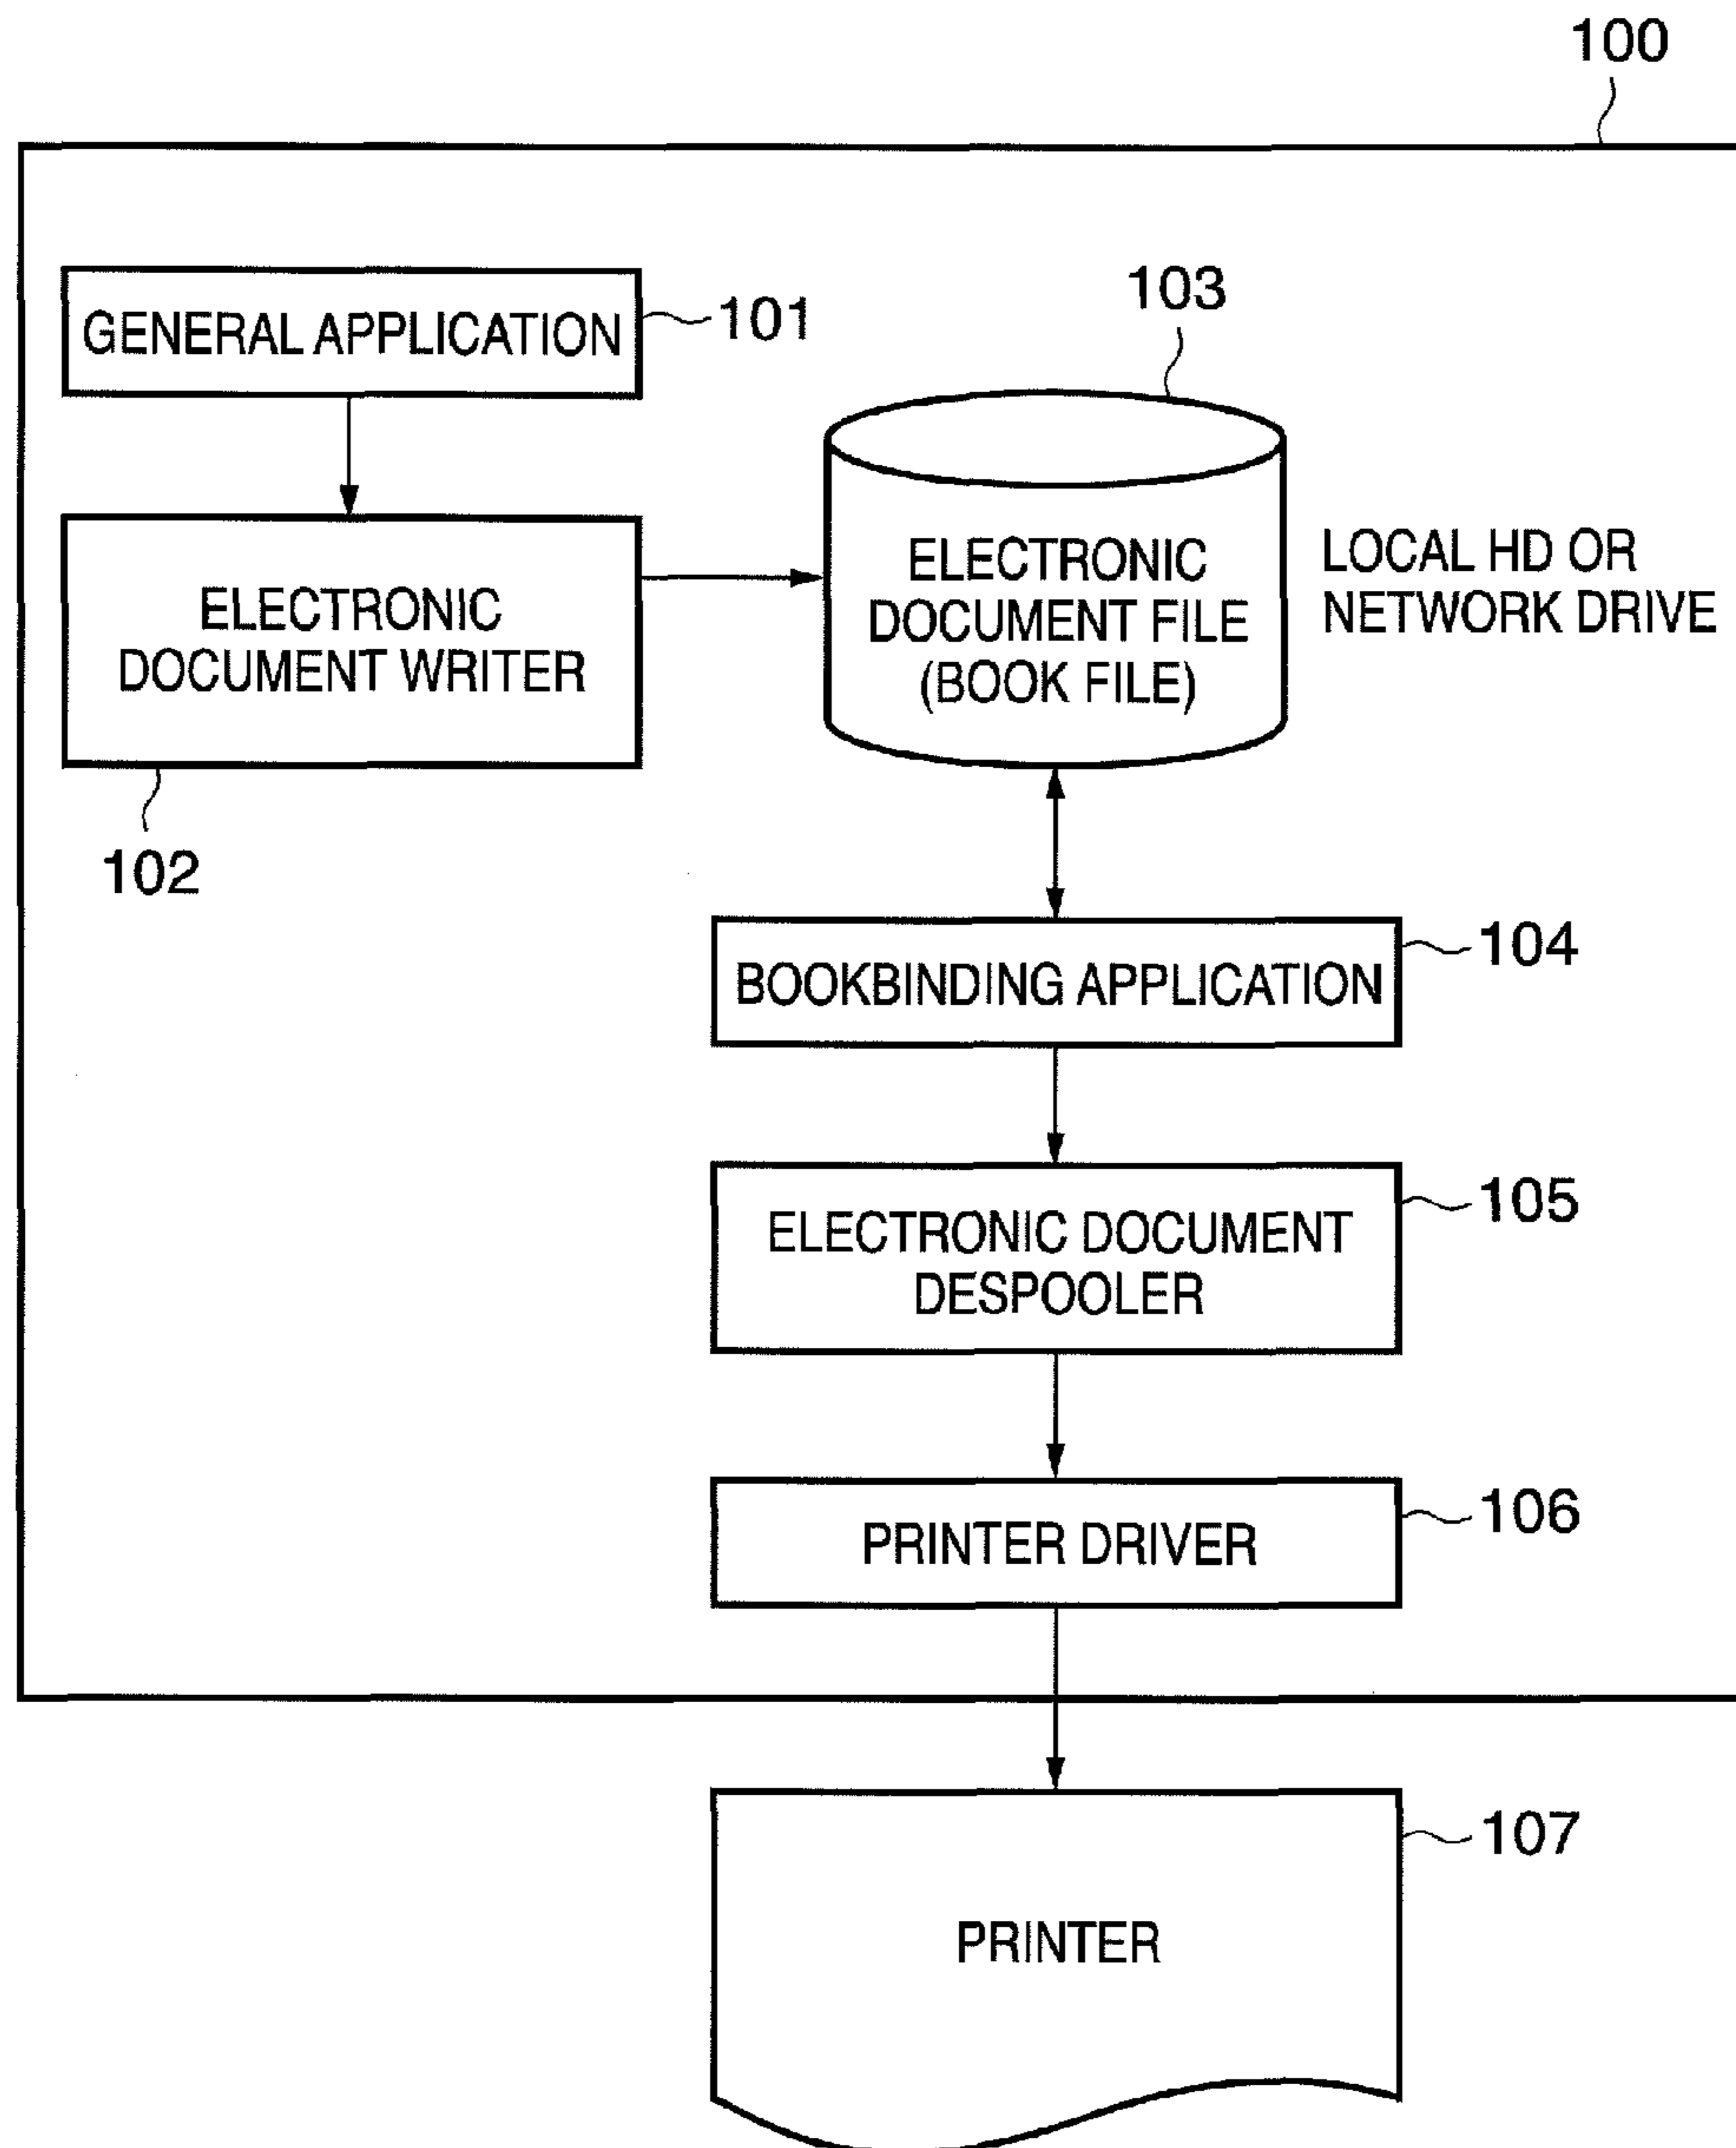 100
GENERAL APPLICATION
101
103
ELECTRONIC
DOCUMENT WRITER
102
ELECTRONIC
DOCUMENT FILE
(BOOK FILE)
LOCAL HD OR
NETWORK DRIVE
BOOKBINDING APPLICATION
104
ELECTRONIC DOCUMENT
DESPOOLER
105
PRINTER DRIVER
106
PRINTER
107